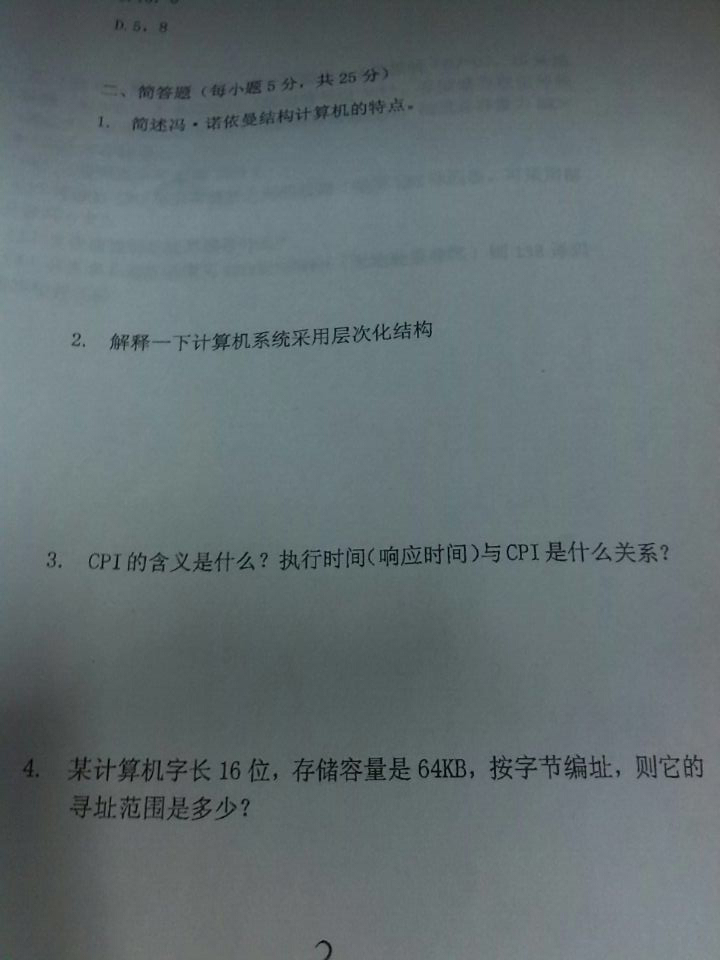 D. 5, 8
二、简答题（每小题 5 分，共 25 分）
1. 简述冯·诺依曼结构计算机的特点。
2. 解释一下计算机系统采用层次化结构
3. CPI 的含义是什么？执行时间(响应时间)与 CPI 是什么关系？
4. 某计算机字长 16 位，存储容量是 64KB，按字节编址，则它的
寻址范围是多少？